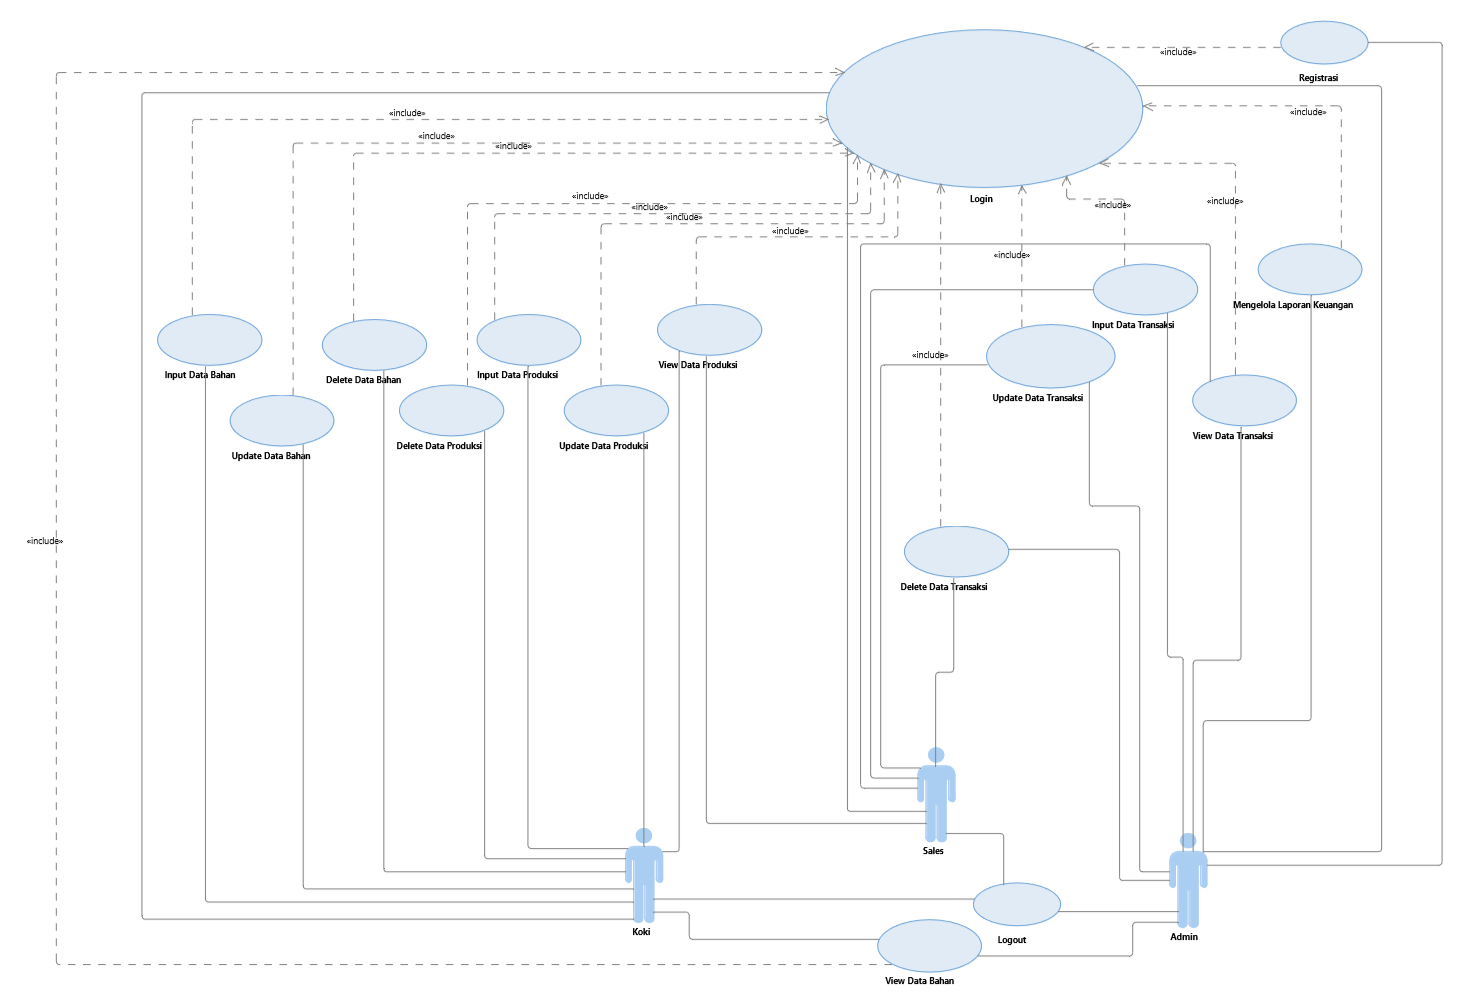 «include»
Registrasi
«include»
«include»
«include»
«include»
Login
«include»
«include»
«include»
«include»
«include»
«include»
«include»
Mengelola Laporan Keuangan
Input Data Transaksi
«include»
Input Data Bahan
Delete Data Bahan
Input Data Produksi
View Data Produksi
Update Data Transaksi
View Data Transaksi
Update Data Bahan
Delete Data Produksi
Update Data Produksi
«include»
Delete Data Transaksi
Sales
Koki
Logout
Admin
View Data Bahan